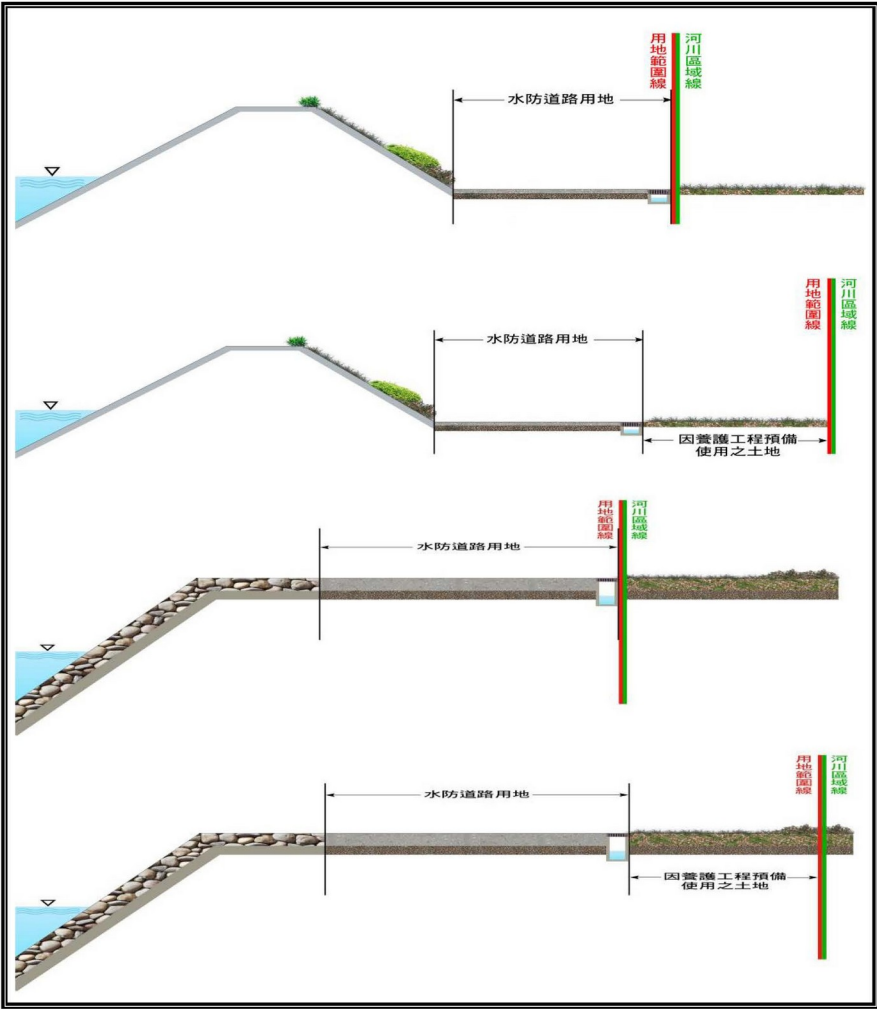 用地範圍線
河川區域線
水防道路用地
用地範圍線
河川區域線
水防道路用地
因養護工程預備
使用之土地
用地範圍線
河川區域線
水防道路用地
用地範圍線
河川區域線
水防道路用地
因養護工程預備
使用之土地